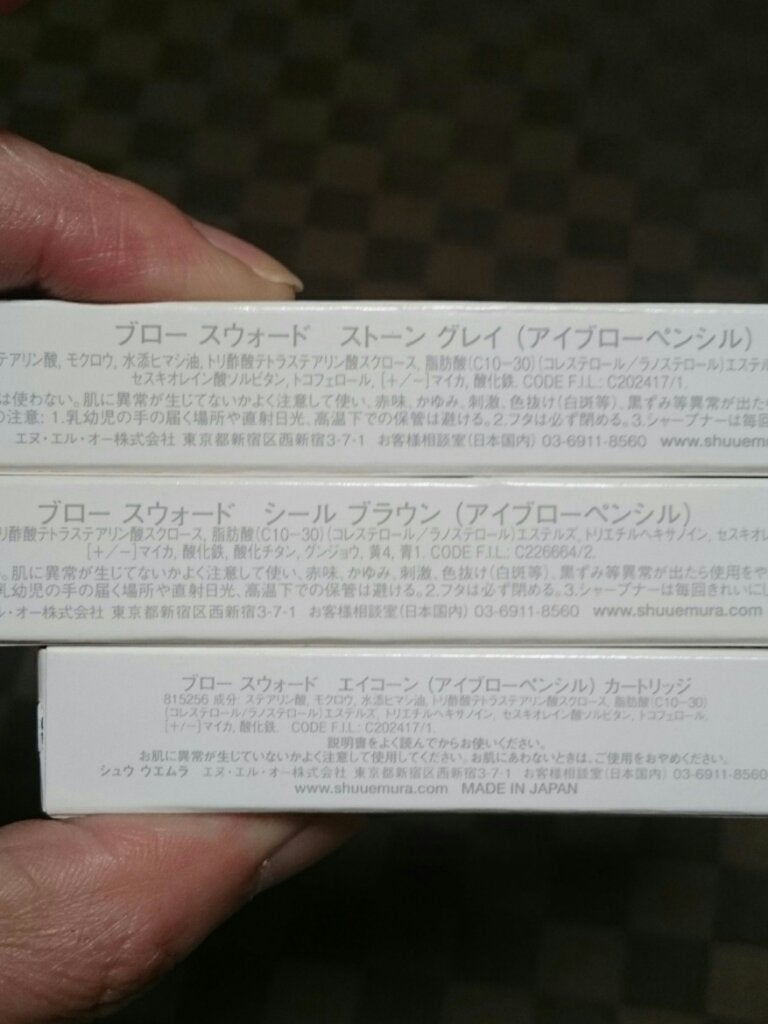 ブロー スウォード ストーン グレイ (アイブローペンシル)
テアリン酸, モクロウ, 水添ヒマシ油, トリ酢酸テトラステアリン酸スクロース, 脂肪酸(C10-30)(コレステロール/ラノステロール)エステル
セスキオレイン酸ソルビタン, トコフェロール, [+/-]マイカ, 酸化鉄. CODE F.I.L.: C202417/1.
は使わない。肌に異常が生じてないかよく注意して使い、赤味、かゆみ、刺激、色抜け(白斑等)、黒ずみ等異常が出たら
の注意: 1.乳幼児の手の届く場所や直射日光、高温下での保管は避ける。2.フタは必ず閉める。3.シャープナーは毎回
エヌ・エル・オー株式会社 東京都新宿区西新宿3-7-1 お客様相談室(日本国内) 03-6911-8560 www.shuuem
ブロー スウォード シール ブラウン (アイブローペンシル)
リ酢酸テトラステアリン酸スクロース, 脂肪酸(C10-30)(コレステロール/ラノステロール)エステルズ, トリエチルヘキサノイン, セスキオレ
[+/-]マイカ, 酸化鉄, 酸化チタン, グンジョウ, 黄4, 青1. CODE F.I.L.: C226664/2.
。肌に異常が生じてないかよく注意して使い、赤味、かゆみ、刺激、色抜け(白斑等)、黒ずみ等異常が出たら使用をや
乳幼児の手の届く場所や直射日光、高温下での保管は避ける。2.フタは必ず閉める。3.シャープナーは毎回きれいにし
ル・オー株式会社 東京都新宿区西新宿3-7-1 お客様相談室(日本国内) 03-6911-8560 www.shuuemura.com
ブロー スウォード エイコーン (アイブローペンシル) カートリッジ
815256 成分: ステアリン酸, モクロウ, 水添ヒマシ油, トリ酢酸テトラステアリン酸スクロース, 脂肪酸(C10-30)
(コレステロール/ラノステロール)エステルズ, トリエチルヘキサノイン, セスキオレイン酸ソルビタン, トコフェロール,
[+/-]マイカ, 酸化鉄. CODE F.I.L.: C202417/1.
説明書をよく読んでからお使いください。
お肌に異常が生じていないかよく注意して使用してください。お肌にあわないときは、ご使用をおやめください。
シュウ ウエムラ エヌ・エル・オー株式会社 東京都新宿区西新宿3-7-1 お客様相談室(日本国内) 03-6911-8560
www.shuuemura.com MADE IN JAPAN